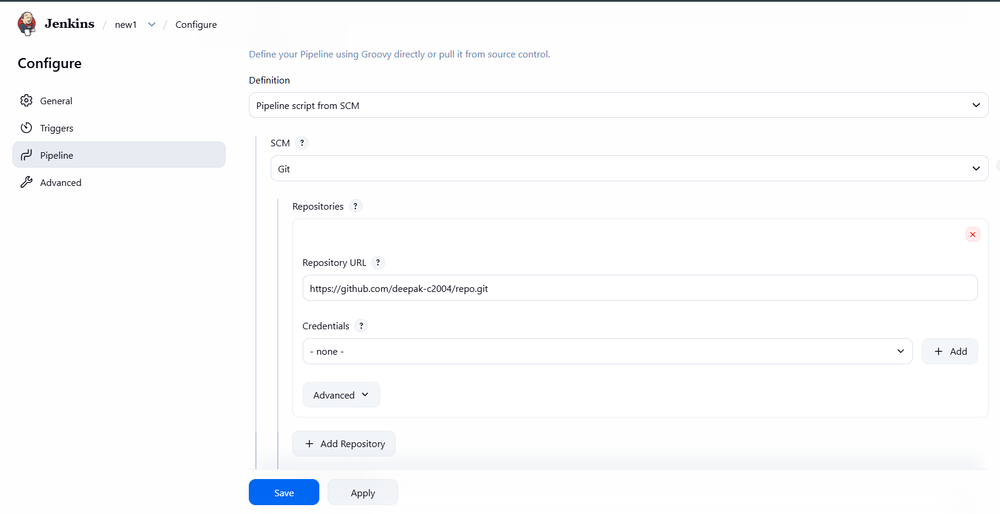 Jenkins / new1 / Configure
Configure
General
Triggers
Pipeline
Advanced
Define your Pipeline using Groovy directly or pull it from source control.
Definition
Pipeline script from SCM
SCM ?
Git
Repositories ?
Repository URL ?
https://github.com/deepak-c2004/repo.git
Credentials ?
- none -
+ Add
Advanced
+ Add Repository
Save
Apply